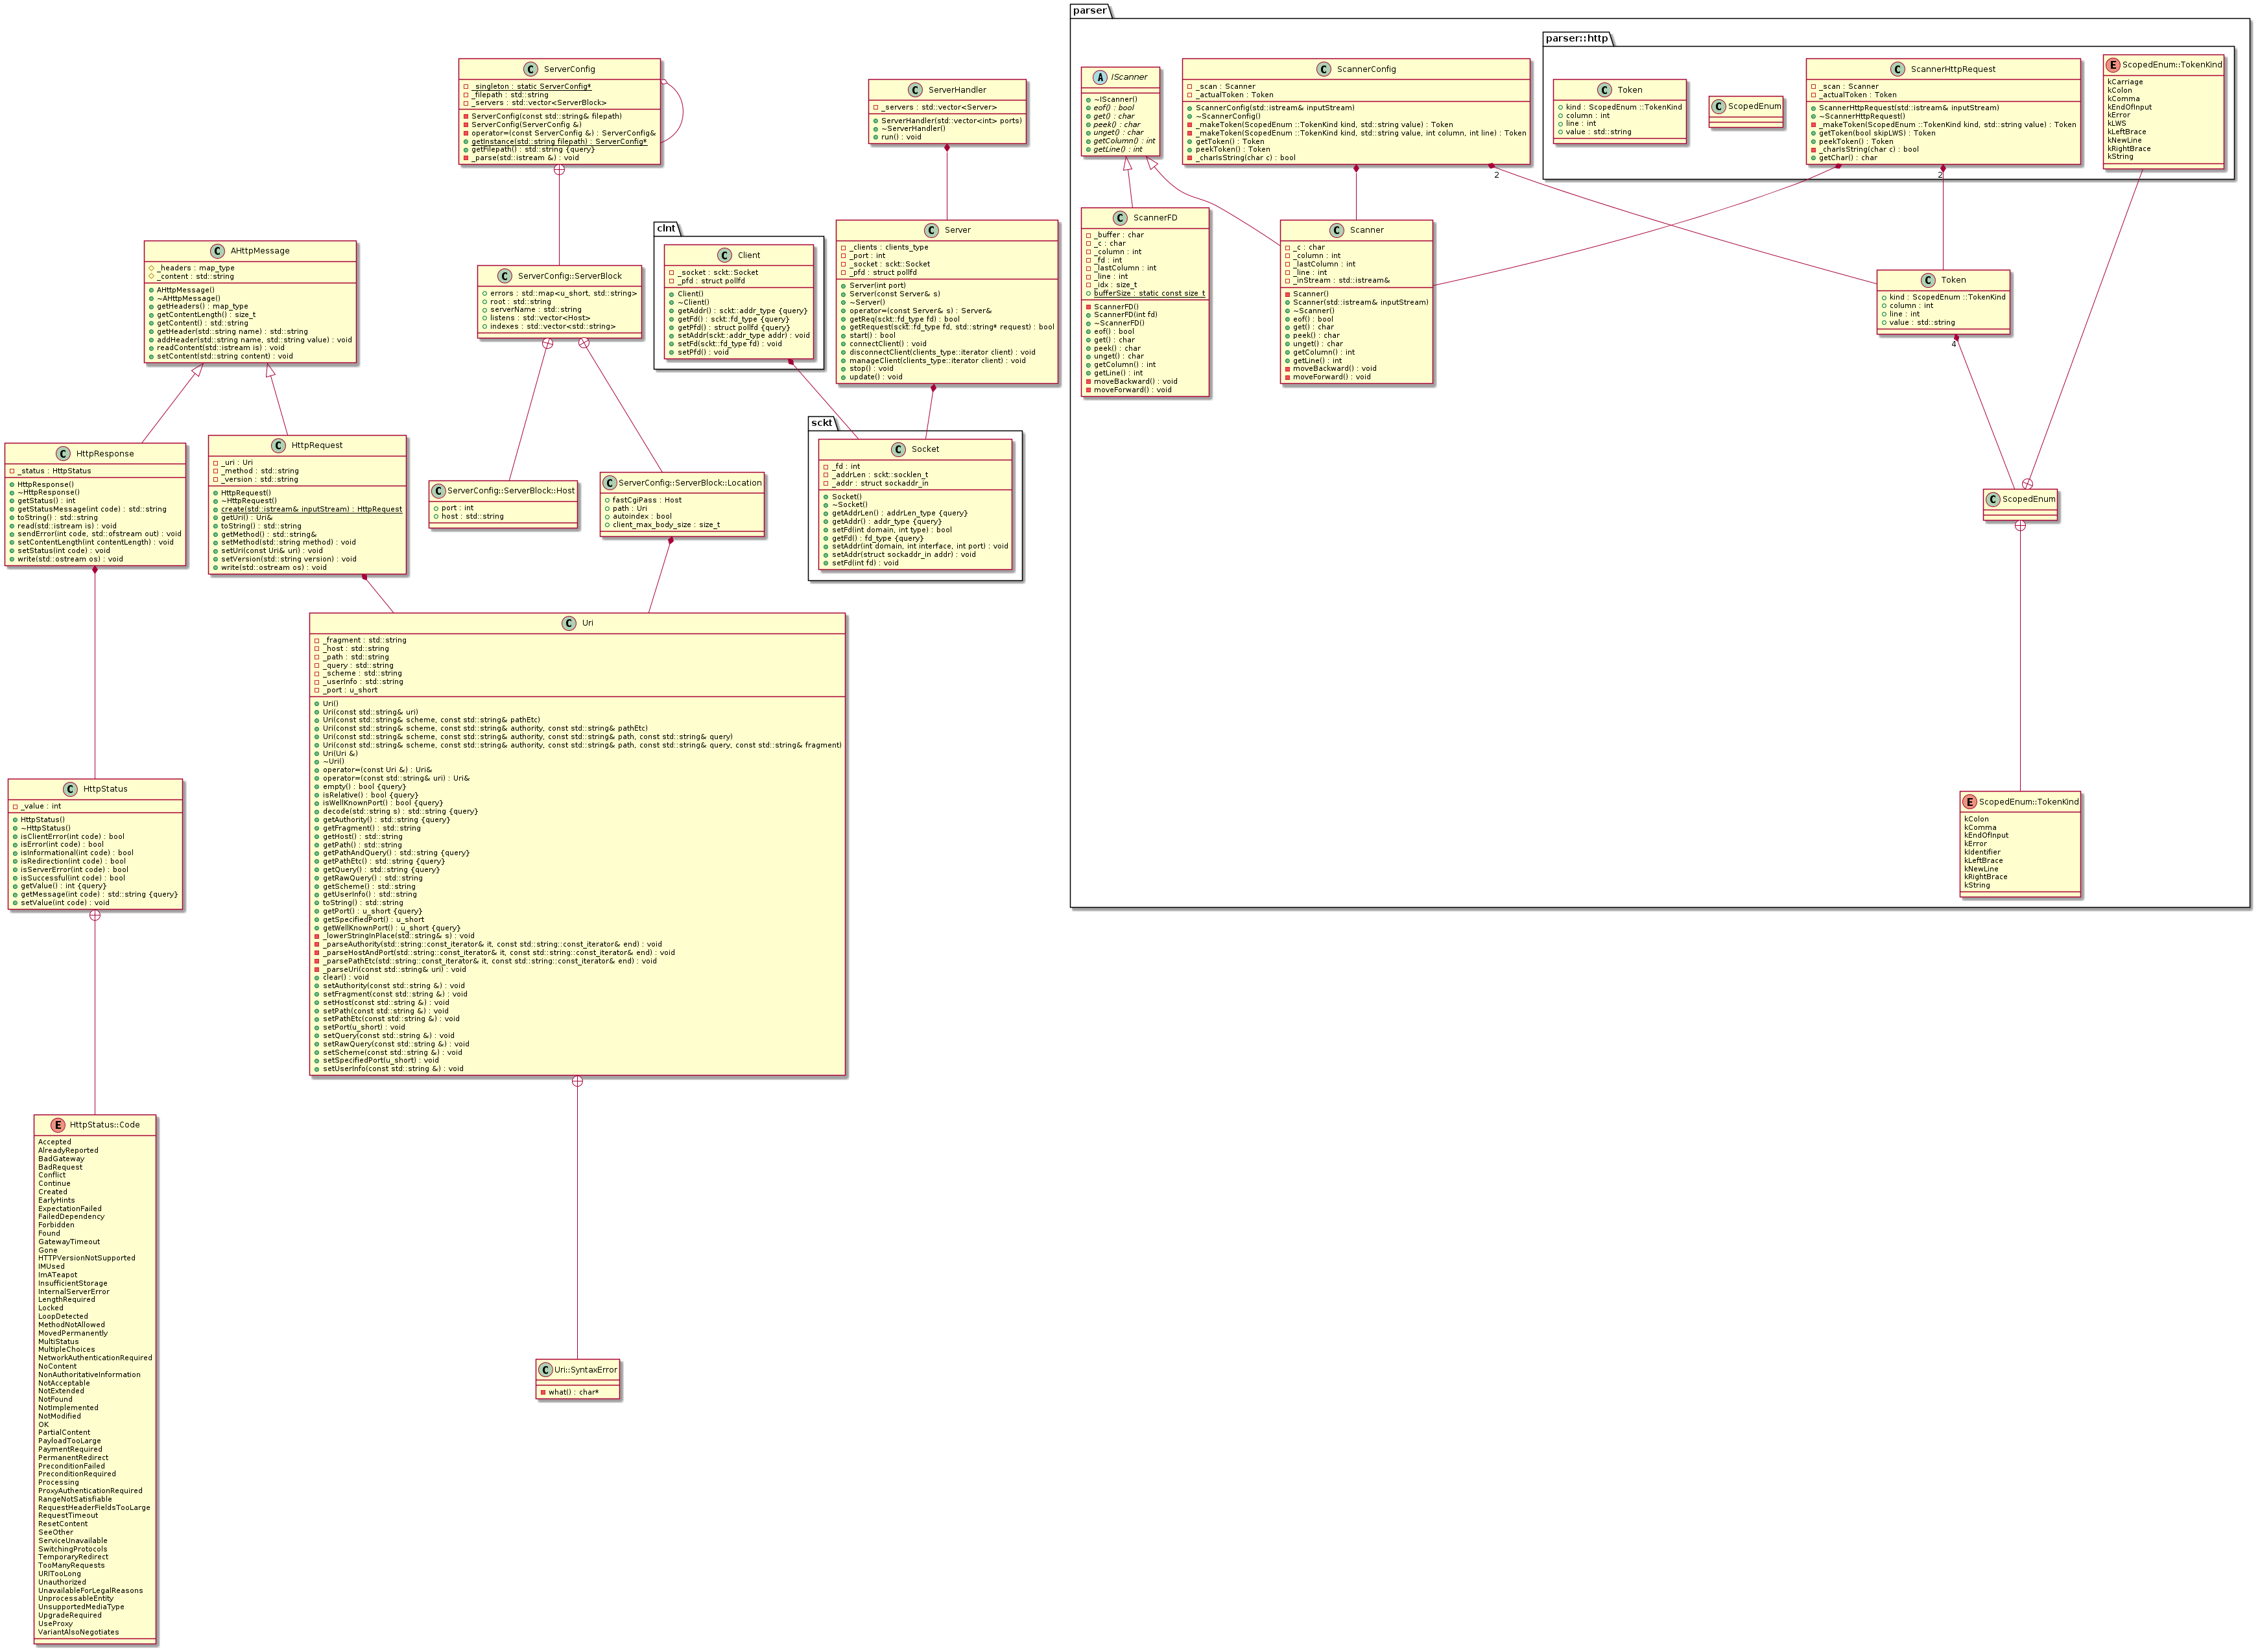 parser
parser::http
ServerConfig
_singleton : static ServerConfig*
_filepath : std::string
_servers : std::vector<ServerBlock>
ServerConfig(const std::string& filepath)
ServerConfig(ServerConfig &)
operator=(const ServerConfig &) : ServerConfig&
getInstance(std::string filepath) : ServerConfig*
getFilepath() : std::string {query}
_parse(std::istream &) : void
ServerHandler
_servers : std::vector<Server>
ServerHandler(std::vector<int> ports)
~ServerHandler()
run() : void
IScanner
~IScanner()
eof() : bool
get() : char
peek() : char
unget() : char
getColumn() : int
getLine() : int
ScannerConfig
_scan : Scanner
_actualToken : Token
ScannerConfig(std::istream& inputStream)
~ScannerConfig()
_makeToken(ScopedEnum ::TokenKind kind, std::string value) : Token
_makeToken(ScopedEnum ::TokenKind kind, std::string value, int column, int line) : Token
getToken() : Token
peekToken() : Token
_charIsString(char c) : bool
Token
kind : ScopedEnum ::TokenKind
column : int
line : int
value : std::string
ScopedEnum
ScannerHttpRequest
_scan : Scanner
_actualToken : Token
ScannerHttpRequest(std::istream& inputStream)
~ScannerHttpRequest()
_makeToken(ScopedEnum ::TokenKind kind, std::string value) : Token
getToken(bool skipLWS) : Token
peekToken() : Token
_charIsString(char c) : bool
getChar() : char
ScopedEnum::TokenKind
kCarriage
kColon
kComma
kEndOfInput
kError
kLWS
kLeftBrace
kNewLine
kRightBrace
kString
2
2
AHttpMessage
_headers : map_type
_content : std::string
AHttpMessage()
~AHttpMessage()
getHeaders() : map_type
getContentLength() : size_t
getContent() : std::string
getHeader(std::string name) : std::string
addHeader(std::string name, std::string value) : void
readContent(std::istream is) : void
setContent(std::string content) : void
ServerConfig::ServerBlock
errors : std::map<u_short, std::string>
root : std::string
serverName : std::string
listens : std::vector<Host>
indexes : std::vector<std::string>
clnt
Client
_socket : sckt::Socket
_pfd : struct pollfd
Client()
~Client()
getAddr() : sckt::addr_type {query}
getFd() : sckt::fd_type {query}
getPfd() : struct pollfd {query}
setAddr(sckt::addr_type addr) : void
setFd(sckt::fd_type fd) : void
setPfd() : void
Server
_clients : clients_type
_port : int
_socket : sckt::Socket
_pfd : struct pollfd
Server(int port)
Server(const Server& s)
~Server()
operator=(const Server& s) : Server&
getReq(sckt::fd_type fd) : bool
getRequest(sckt::fd_type fd, std::string* request) : bool
start() : bool
connectClient() : void
disconnectClient(clients_type::iterator client) : void
manageClient(clients_type::iterator client) : void
stop() : void
update() : void
ScannerFD
_buffer : char
_c : char
_column : int
_fd : int
_lastColumn : int
_line : int
_idx : size_t
bufferSize : static const size_t
ScannerFD()
ScannerFD(int fd)
~ScannerFD()
eof() : bool
get() : char
peek() : char
unget() : char
getColumn() : int
getLine() : int
moveBackward() : void
moveForward() : void
Scanner
_c : char
_column : int
_lastColumn : int
_line : int
_inStream : std::istream&
Scanner()
Scanner(std::istream& inputStream)
~Scanner()
eof() : bool
get() : char
peek() : char
unget() : char
getColumn() : int
getLine() : int
moveBackward() : void
moveForward() : void
Token
kind : ScopedEnum ::TokenKind
column : int
line : int
value : std::string
4
HttpResponse
_status : HttpStatus
HttpResponse()
~HttpResponse()
getStatus() : int
getStatusMessage(int code) : std::string
toString() : std::string
read(std::istream is) : void
sendError(int code, std::ofstream out) : void
setContentLength(int contentLength) : void
setStatus(int code) : void
write(std::ostream os) : void
HttpRequest
_uri : Uri
_method : std::string
_version : std::string
HttpRequest()
~HttpRequest()
create(std::istream& inputStream) : HttpRequest
getUri() : Uri&
toString() : std::string
getMethod() : std::string&
setMethod(std::string method) : void
setUri(const Uri& uri) : void
setVersion(std::string version) : void
write(std::ostream os) : void
ServerConfig::ServerBlock::Host
port : int
host : std::string
ServerConfig::ServerBlock::Location
fastCgiPass : Host
path : Uri
autoindex : bool
client_max_body_size : size_t
sckt
Socket
_fd : int
_addrLen : sckt::socklen_t
_addr : struct sockaddr_in
Socket()
~Socket()
getAddrLen() : addrLen_type {query}
getAddr() : addr_type {query}
setFd(int domain, int type) : bool
getFd() : fd_type {query}
setAddr(int domain, int interface, int port) : void
setAddr(struct sockaddr_in addr) : void
setFd(int fd) : void
ScopedEnum
Uri
_fragment : std::string
_host : std::string
_path : std::string
_query : std::string
_scheme : std::string
_userInfo : std::string
_port : u_short
Uri()
Uri(const std::string& uri)
Uri(const std::string& scheme, const std::string& pathEtc)
Uri(const std::string& scheme, const std::string& authority, const std::string& pathEtc)
Uri(const std::string& scheme, const std::string& authority, const std::string& path, const std::string& query)
Uri(const std::string& scheme, const std::string& authority, const std::string& path, const std::string& query, const std::string& fragment)
Uri(Uri &)
~Uri()
operator=(const Uri &) : Uri&
operator=(const std::string& uri) : Uri&
empty() : bool {query}
isRelative() : bool {query}
isWellKnownPort() : bool {query}
decode(std::string s) : std::string {query}
getAuthority() : std::string {query}
getFragment() : std::string
getHost() : std::string
getPath() : std::string
getPathAndQuery() : std::string {query}
getPathEtc() : std::string {query}
getQuery() : std::string {query}
getRawQuery() : std::string
getScheme() : std::string
getUserInfo() : std::string
toString() : std::string
getPort() : u_short {query}
getSpecifiedPort() : u_short
getWellKnownPort() : u_short {query}
_lowerStringInPlace(std::string& s) : void
_parseAuthority(std::string::const_iterator& it, const std::string::const_iterator& end) : void
_parseHostAndPort(std::string::const_iterator& it, const std::string::const_iterator& end) : void
_parsePathEtc(std::string::const_iterator& it, const std::string::const_iterator& end) : void
_parseUri(const std::string& uri) : void
clear() : void
setAuthority(const std::string &) : void
setFragment(const std::string &) : void
setHost(const std::string &) : void
setPath(const std::string &) : void
setPathEtc(const std::string &) : void
setPort(u_short) : void
setQuery(const std::string &) : void
setRawQuery(const std::string &) : void
setScheme(const std::string &) : void
setSpecifiedPort(u_short) : void
setUserInfo(const std::string &) : void
HttpStatus
_value : int
HttpStatus()
~HttpStatus()
isClientError(int code) : bool
isError(int code) : bool
isInformational(int code) : bool
isRedirection(int code) : bool
isServerError(int code) : bool
isSuccessful(int code) : bool
getValue() : int {query}
getMessage(int code) : std::string {query}
setValue(int code) : void
ScopedEnum::TokenKind
kColon
kComma
kEndOfInput
kError
kIdentifier
kLeftBrace
kNewLine
kRightBrace
kString
HttpStatus::Code
Accepted
AlreadyReported
BadGateway
BadRequest
Conflict
Continue
Created
EarlyHints
ExpectationFailed
FailedDependency
Forbidden
Found
GatewayTimeout
Gone
HTTPVersionNotSupported
IMUsed
ImATeapot
InsufficientStorage
InternalServerError
LengthRequired
Locked
LoopDetected
MethodNotAllowed
MovedPermanently
MultiStatus
MultipleChoices
NetworkAuthenticationRequired
NoContent
NonAuthoritativeInformation
NotAcceptable
NotExtended
NotFound
NotImplemented
NotModified
OK
PartialContent
PayloadTooLarge
PaymentRequired
PermanentRedirect
PreconditionFailed
PreconditionRequired
Processing
ProxyAuthenticationRequired
RangeNotSatisfiable
RequestHeaderFieldsTooLarge
RequestTimeout
ResetContent
SeeOther
ServiceUnavailable
SwitchingProtocols
TemporaryRedirect
TooManyRequests
URITooLong
Unauthorized
UnavailableForLegalReasons
UnprocessableEntity
UnsupportedMediaType
UpgradeRequired
UseProxy
VariantAlsoNegotiates
Uri::SyntaxError
what() : char*